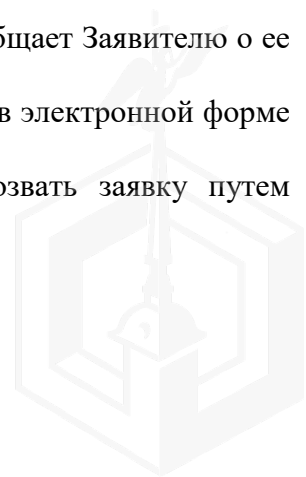 бщает Заявителю о ее
в электронной форме
озвать заявку путем